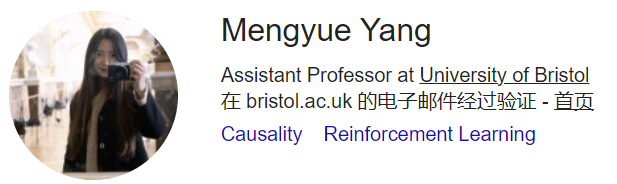 Mengyue Yang
Assistant Professor at University of Bristol
在 bristol.ac.uk 的电子邮件经过验证 - 首页
Causality Reinforcement Learning